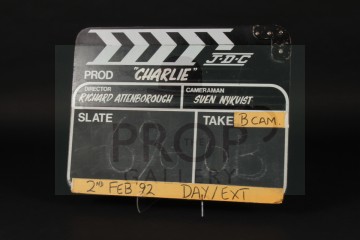 J·D·C
PROD "CHARLIE"
DIRECTOR CAMERAMAN
RICHARD ATTENBOROUGH SVEN NYKVIST
SLATE TAKE B CAM
PROP
GALLERY
2ND FEB '92 DAY/EXT